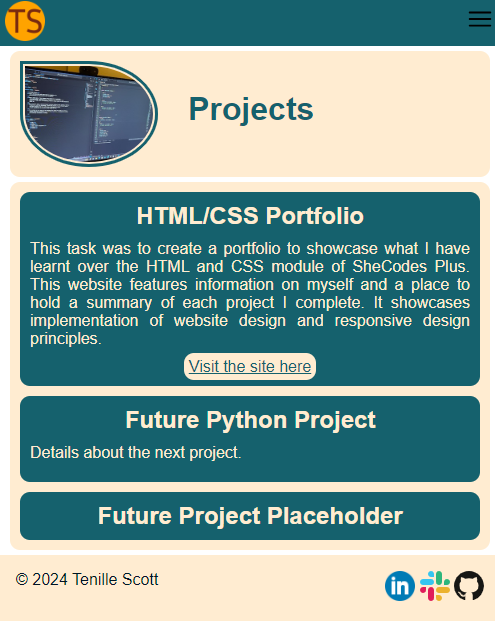 TS
Projects
HTML/CSS Portfolio
This task was to create a portfolio to showcase what I have
learnt over the HTML and CSS module of SheCodes Plus.
This website features information on myself and a place to
hold a summary of each project I complete. It showcases
implementation of website design and responsive design
principles.
Visit the site here
Future Python Project
Details about the next project.
Future Project Placeholder
© 2024 Tenille Scott
in